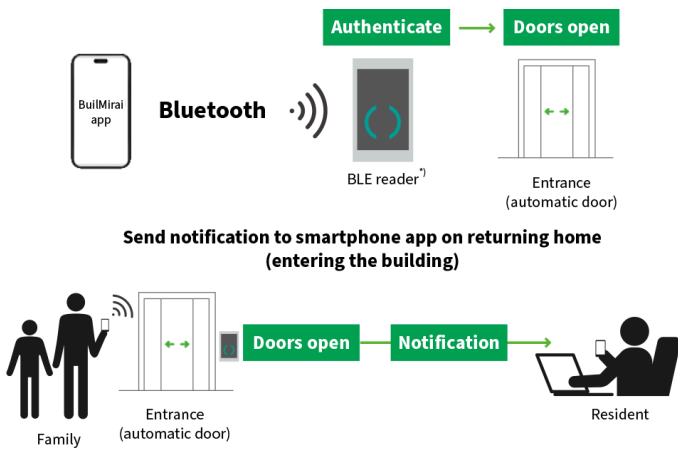 Authenticate
Doors open
BuilMirai
app
Bluetooth
BLE reader*)
Entrance
(automatic door)
Send notification to smartphone app on returning home
(entering the building)
Doors open
Notification
Entrance
(automatic door)
Family
Resident